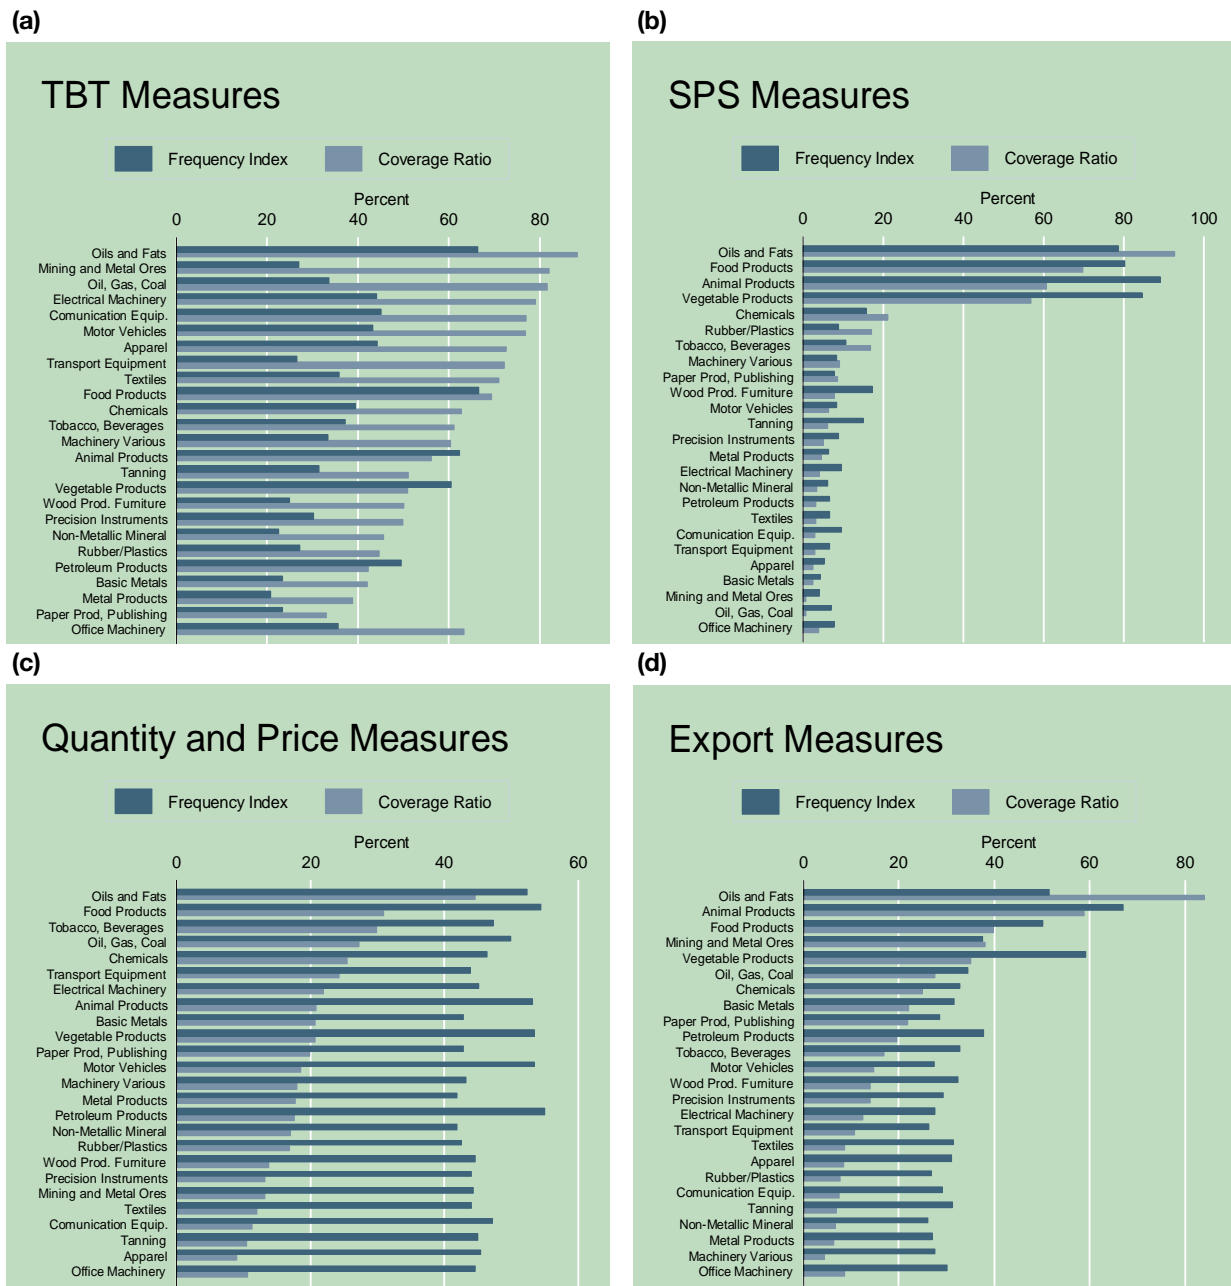 (a)
TBT Measures
Frequency Index
Coverage Ratio
Percent
0 20 40 60 80
Oils and Fats
Mining and Metal Ores
Oil, Gas, Coal
Electrical Machinery
Comunication Equip.
Motor Vehicles
Apparel
Transport Equipment
Textiles
Food Products
Chemicals
Tobacco, Beverages
Machinery Various
Animal Products
Tanning
Vegetable Products
Wood Prod. Furniture
Precision Instruments
Non-Metallic Mineral
Rubber/Plastics
Petroleum Products
Basic Metals
Metal Products
Paper Prod, Publishing
Office Machinery
(b)
SPS Measures
Frequency Index
Coverage Ratio
Percent
0 20 40 60 80 100
Oils and Fats
Food Products
Animal Products
Vegetable Products
Chemicals
Rubber/Plastics
Tobacco, Beverages
Machinery Various
Paper Prod, Publishing
Wood Prod. Furniture
Motor Vehicles
Tanning
Precision Instruments
Metal Products
Electrical Machinery
Non-Metallic Mineral
Petroleum Products
Textiles
Comunication Equip.
Transport Equipment
Apparel
Basic Metals
Mining and Metal Ores
Oil, Gas, Coal
Office Machinery
(c)
Quantity and Price Measures
Frequency Index
Coverage Ratio
Percent
0 20 40 60
Oils and Fats
Food Products
Tobacco, Beverages
Oil, Gas, Coal
Chemicals
Transport Equipment
Electrical Machinery
Animal Products
Basic Metals
Vegetable Products
Paper Prod, Publishing
Motor Vehicles
Machinery Various
Metal Products
Petroleum Products
Non-Metallic Mineral
Rubber/Plastics
Wood Prod. Furniture
Precision Instruments
Mining and Metal Ores
Textiles
Comunication Equip.
Tanning
Apparel
Office Machinery
(d)
Export Measures
Frequency Index
Coverage Ratio
Percent
0 20 40 60 80
Oils and Fats
Animal Products
Food Products
Mining and Metal Ores
Vegetable Products
Oil, Gas, Coal
Chemicals
Basic Metals
Paper Prod, Publishing
Petroleum Products
Tobacco, Beverages
Motor Vehicles
Wood Prod. Furniture
Precision Instruments
Electrical Machinery
Transport Equipment
Textiles
Apparel
Rubber/Plastics
Comunication Equip.
Tanning
Non-Metallic Mineral
Metal Products
Machinery Various
Office Machinery